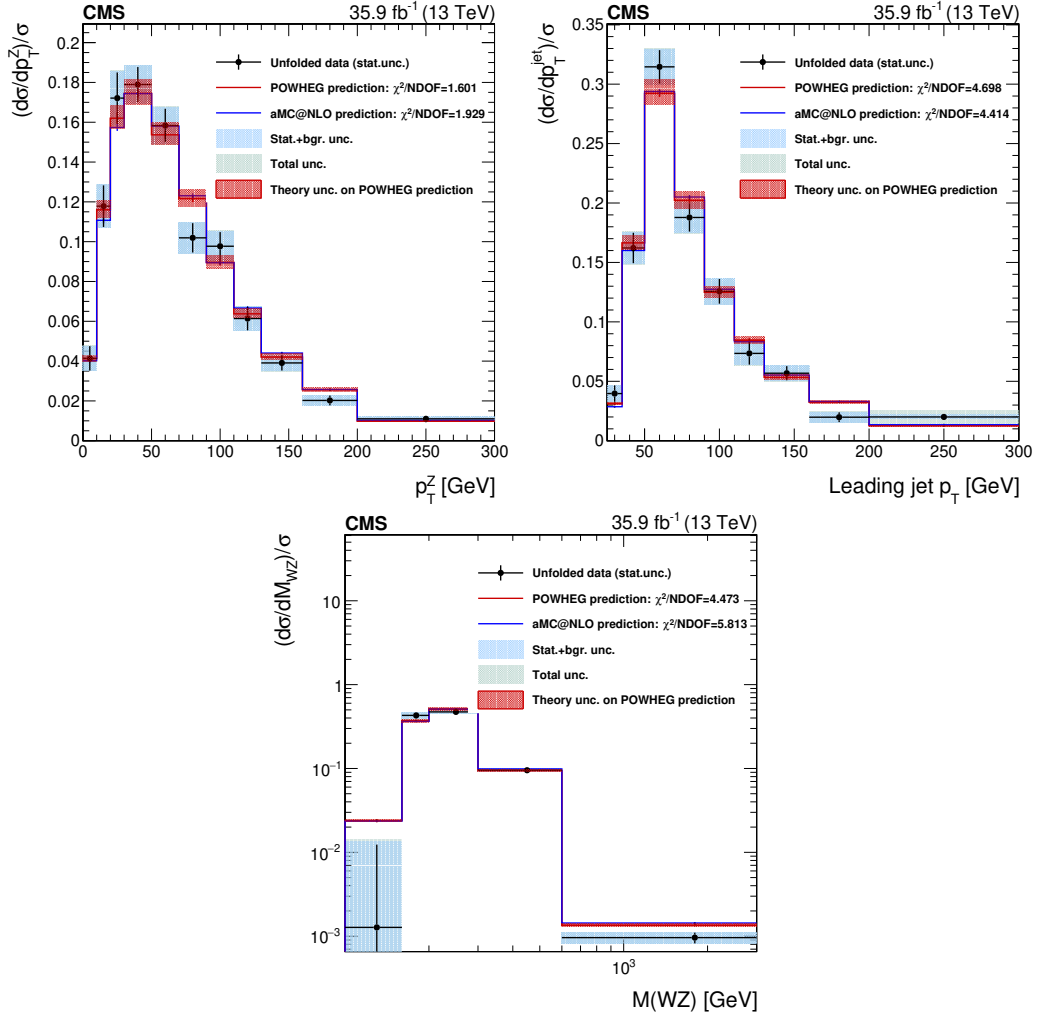 CMS 35.9 fb⁻¹ (13 TeV)
(dσ/dp_T^Z)/σ
0.2
0.18
0.16
0.14
0.12
0.1
0.08
0.06
0.04
0.02
0
Unfolded data (stat.unc.)
POWHEG prediction: χ²/NDOF=1.601
aMC@NLO prediction: χ²/NDOF=1.929
Stat.+bgr. unc.
Total unc.
Theory unc. on POWHEG prediction
0 50 100 150 200 250 300
p_T^Z [GeV]
CMS 35.9 fb⁻¹ (13 TeV)
(dσ/dp_T^jet)/σ
0.35
0.3
0.25
0.2
0.15
0.1
0.05
0
Unfolded data (stat.unc.)
POWHEG prediction: χ²/NDOF=4.698
aMC@NLO prediction: χ²/NDOF=4.414
Stat.+bgr. unc.
Total unc.
Theory unc. on POWHEG prediction
50 100 150 200 250 300
Leading jet p_T [GeV]
CMS 35.9 fb⁻¹ (13 TeV)
(dσ/dM_WZ)/σ
10
1
10⁻¹
10⁻²
10⁻³
Unfolded data (stat.unc.)
POWHEG prediction: χ²/NDOF=4.473
aMC@NLO prediction: χ²/NDOF=5.813
Stat.+bgr. unc.
Total unc.
Theory unc. on POWHEG prediction
10³
M(WZ) [GeV]